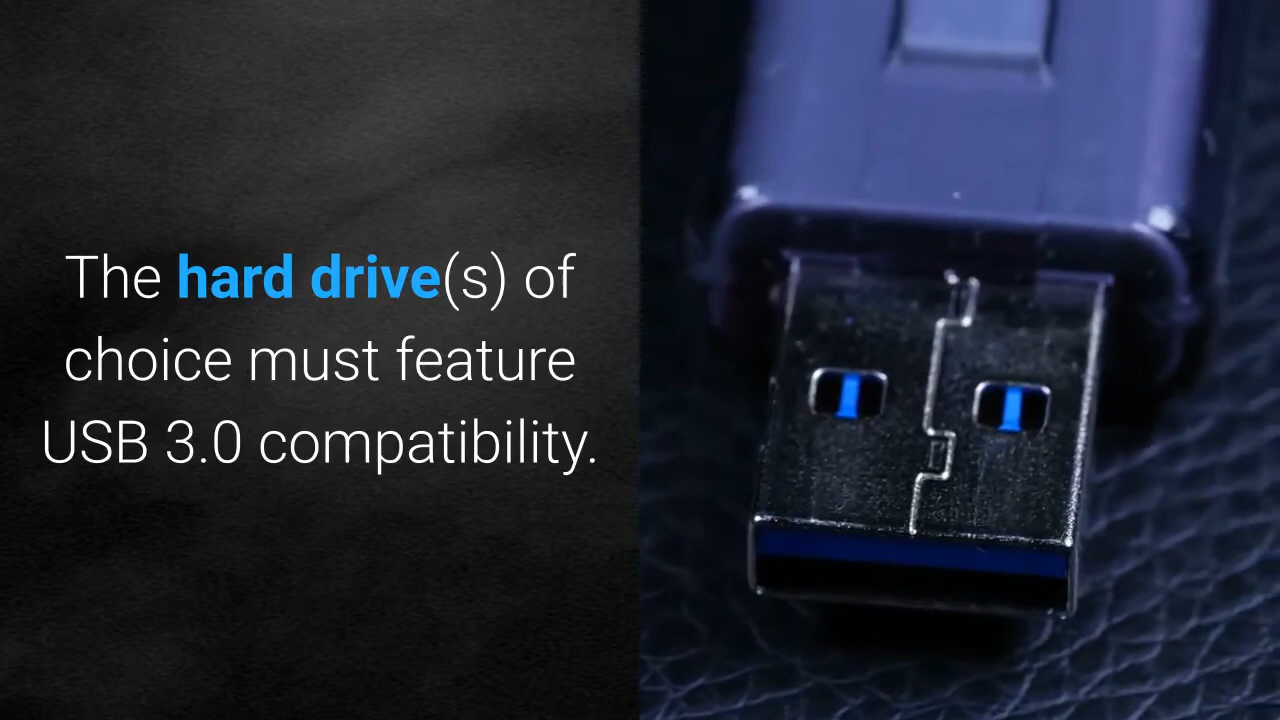 The hard drive(s) of
choice must feature
USB 3.0 compatibility.